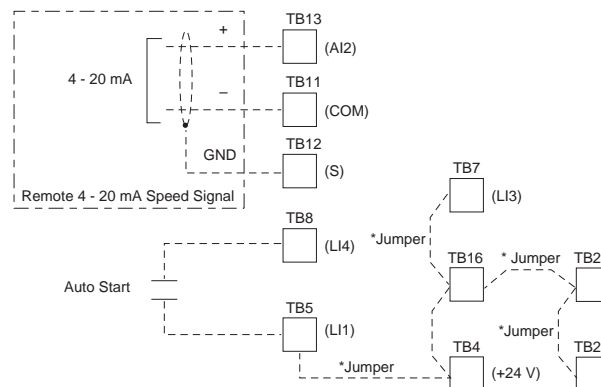 TB13
+
(AI2)
4 - 20 mA
TB11
–
(COM)
TB12
GND
(S)
Remote 4 - 20 mA Speed Signal
TB7
(LI3)
TB8
*Jumper
(LI4)
TB16
* Jumper
TB2
Auto Start
TB5
(LI1)
*Jumper
TB4
TB2
*Jumper
(+24 V)